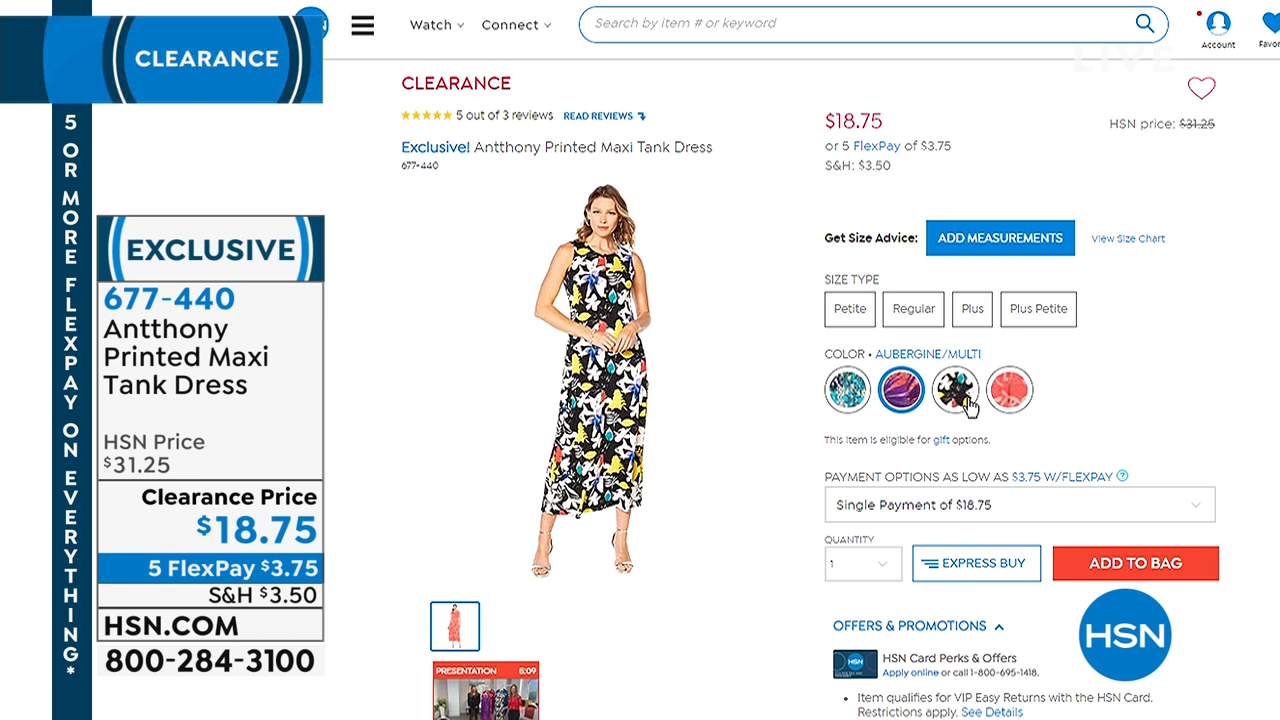 CLEARANCE
5 OR MORE FLEXPAY ON EVERYTHING*
EXCLUSIVE
677-440
Antthony
Printed Maxi
Tank Dress
HSN Price
$31.25
Clearance Price
$18.75
5 FlexPay $3.75
S&H $3.50
HSN.COM
800-284-3100
Watch
Connect
Search by item # or keyword
Account
LIVE
CLEARANCE
5 out of 3 reviews READ REVIEWS
Exclusive! Antthony Printed Maxi Tank Dress
677-440
$18.75
HSN price: $31.25
or 5 FlexPay of $3.75
S&H: $3.50
Get Size Advice: ADD MEASUREMENTS View Size Chart
SIZE TYPE
Petite Regular Plus Plus Petite
COLOR • AUBERGINE/MULTI
This item is eligible for gift options.
PAYMENT OPTIONS AS LOW AS $3.75 W/FLEXPAY ?
Single Payment of $18.75
QUANTITY
1
EXPRESS BUY
ADD TO BAG
OFFERS & PROMOTIONS
HSN
HSN
HSN Card Perks & Offers
Apply online or call 1-800-695-1418.
• Item qualifies for VIP Easy Returns with the HSN Card.
Restrictions apply. See Details
PRESENTATION 5:09